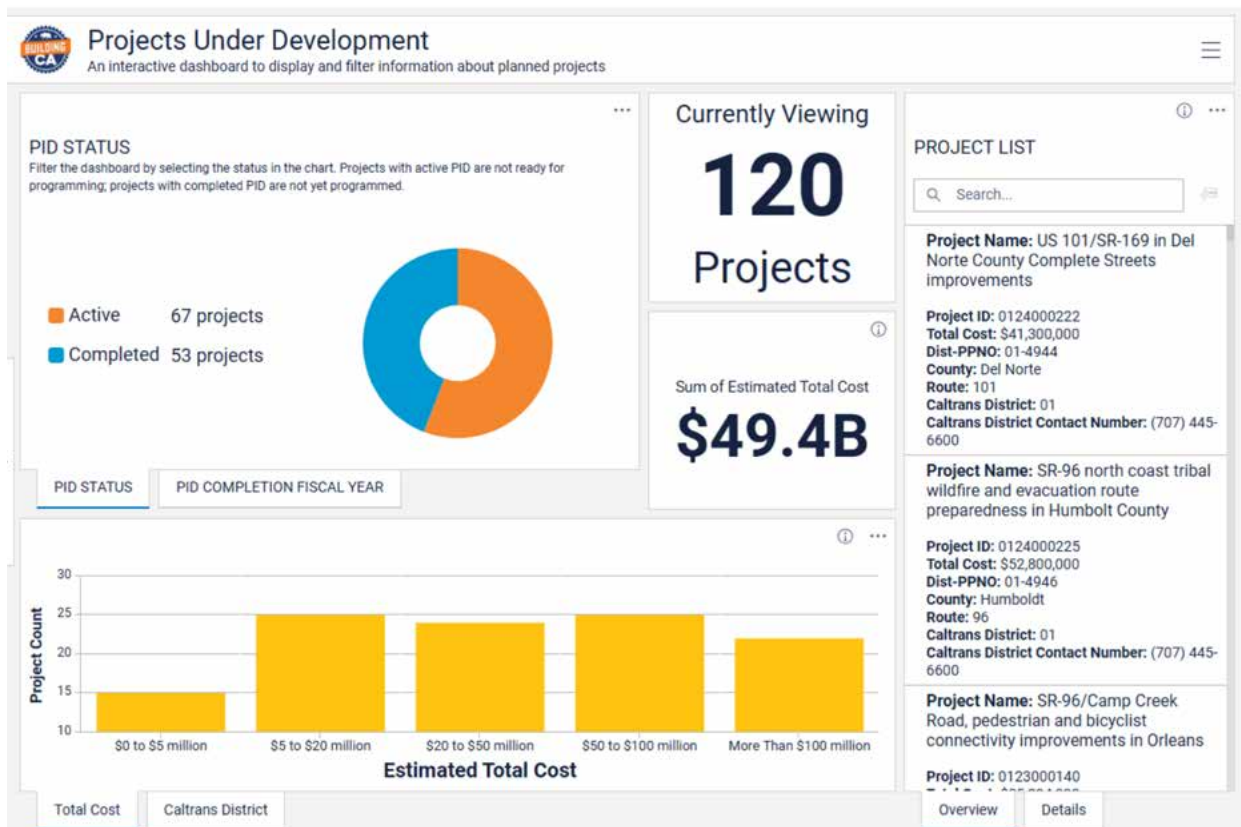 BUILDING
CA
Projects Under Development
An interactive dashboard to display and filter information about planned projects
PID STATUS
Filter the dashboard by selecting the status in the chart. Projects with active PID are not ready for
programming; projects with completed PID are not yet programmed.
Active 67 projects
Completed 53 projects
PID STATUS
PID COMPLETION FISCAL YEAR
Currently Viewing
120
Projects
Sum of Estimated Total Cost
$49.4B
30
25
20
15
10
Project Count
$0 to $5 million
$5 to $20 million
$20 to $50 million
$50 to $100 million
More Than $100 million
Estimated Total Cost
Total Cost
Caltrans District
PROJECT LIST
Search...
Project Name: US 101/SR-169 in Del
Norte County Complete Streets
improvements
Project ID: 0124000222
Total Cost: $41,300,000
Dist-PPNO: 01-4944
County: Del Norte
Route: 101
Caltrans District: 01
Caltrans District Contact Number: (707) 445-
6600
Project Name: SR-96 north coast tribal
wildfire and evacuation route
preparedness in Humbolt County
Project ID: 0124000225
Total Cost: $52,800,000
Dist-PPNO: 01-4946
County: Humboldt
Route: 96
Caltrans District: 01
Caltrans District Contact Number: (707) 445-
6600
Project Name: SR-96/Camp Creek
Road, pedestrian and bicyclist
connectivity improvements in Orleans
Project ID: 0123000140
Overview
Details